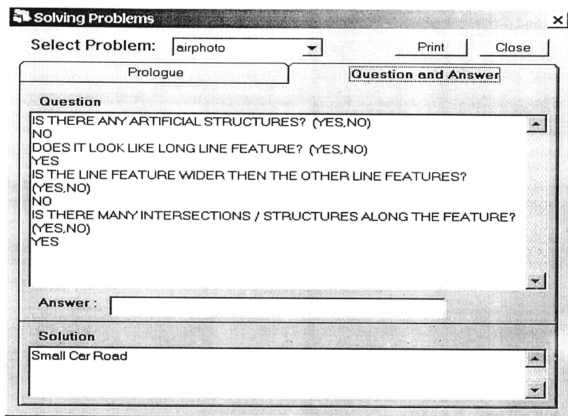 Solving Problems
Select Problem: airphoto Print Close
Prologue Question and Answer
Question
IS THERE ANY ARTIFICIAL STRUCTURES? (YES,NO)
NO
DOES IT LOOK LIKE LONG LINE FEATURE? (YES,NO)
YES
IS THE LINE FEATURE WIDER THEN THE OTHER LINE FEATURES?
(YES,NO)
NO
IS THERE MANY INTERSECTIONS / STRUCTURES ALONG THE FEATURE?
(YES,NO)
YES
Answer :
Solution
Small Car Road